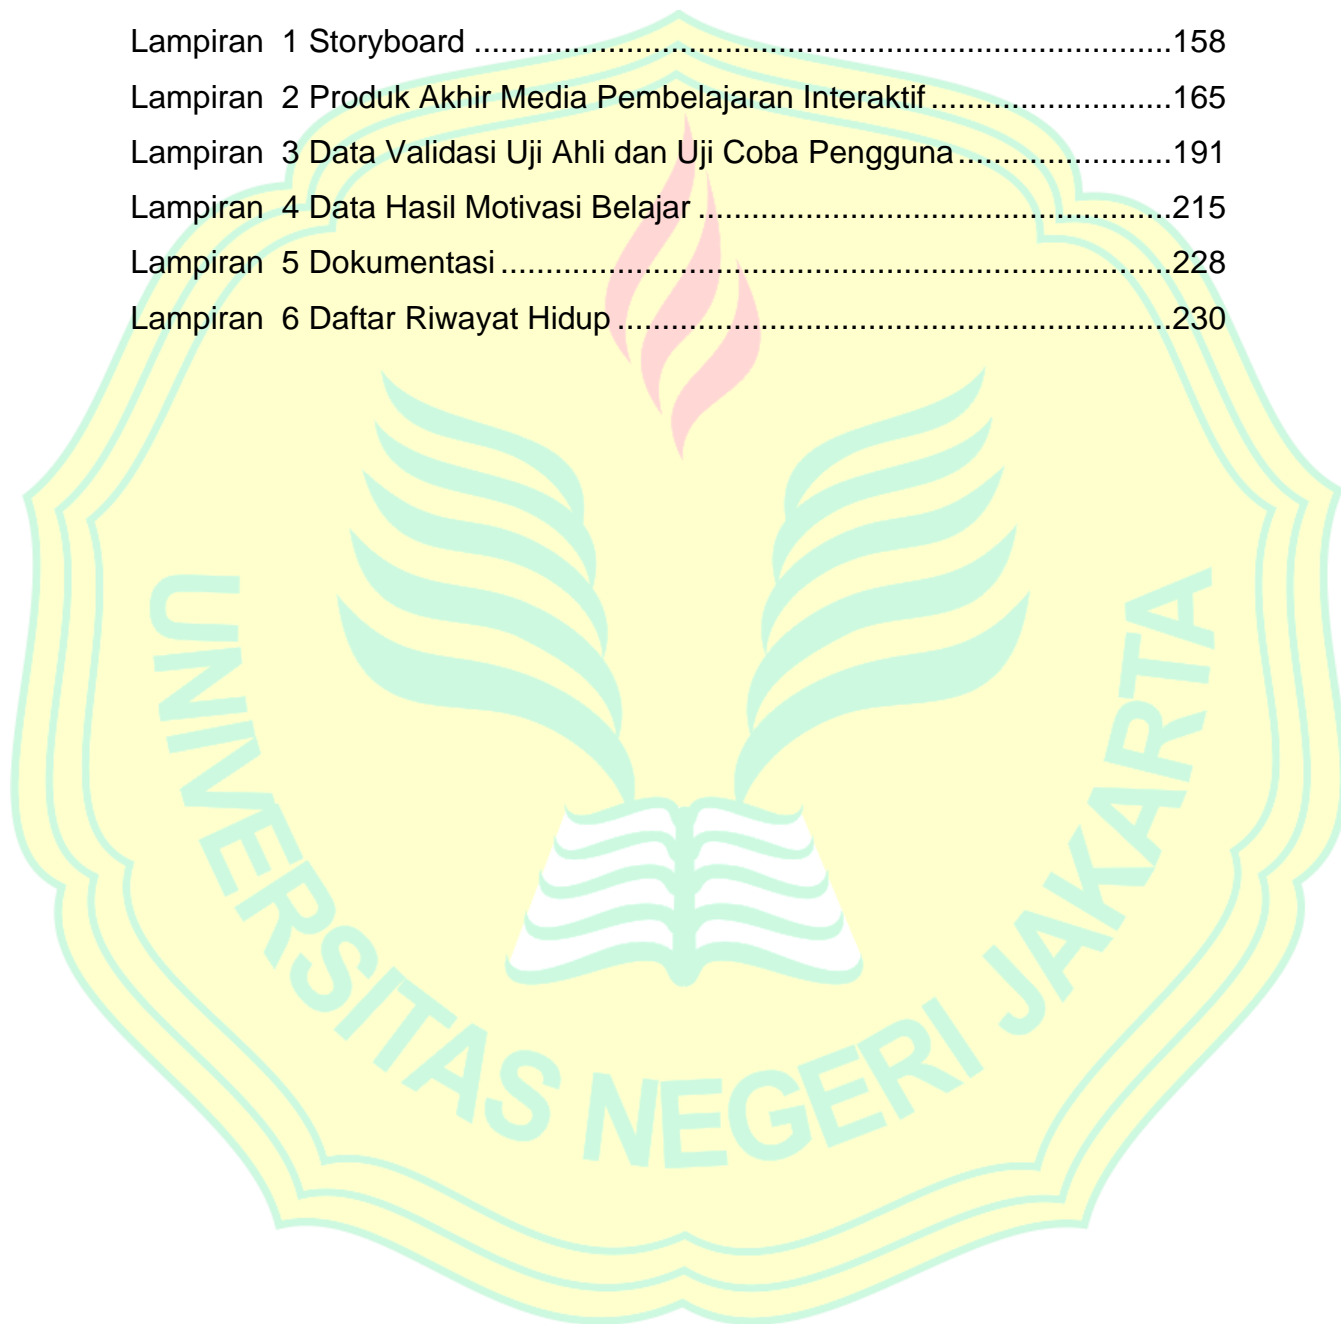 Lampiran  1 Storyboard ..............................................................................158
Lampiran  2 Produk Akhir Media Pembelajaran Interaktif ...........................165
Lampiran  3 Data Validasi Uji Ahli dan Uji Coba Pengguna ........................191
Lampiran  4 Data Hasil Motivasi Belajar .....................................................215
Lampiran  5 Dokumentasi ...........................................................................228
Lampiran  6 Daftar Riwayat Hidup ..............................................................230
UNIVERSITAS NEGERI JAKARTA